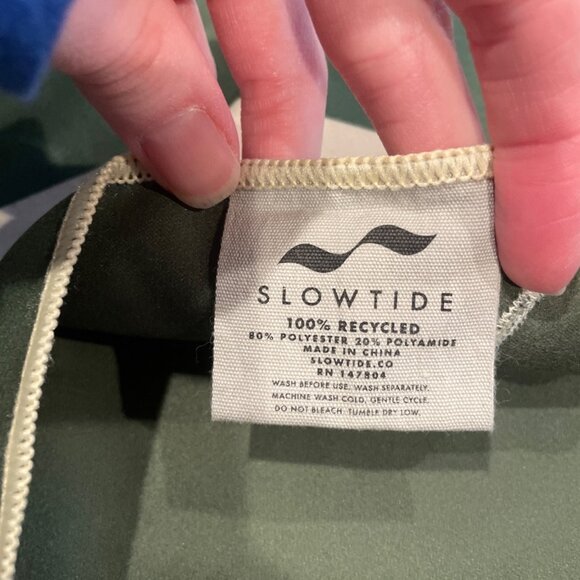 SLOWTIDE
100% RECYCLED
80% POLYESTER 20% POLYAMIDE
MADE IN CHINA
SLOWTIDE.CO
RN 147804
WASH BEFORE USE. WASH SEPARATELY.
MACHINE WASH COLD, GENTLE CYCLE.
DO NOT BLEACH. TUMBLE DRY LOW.